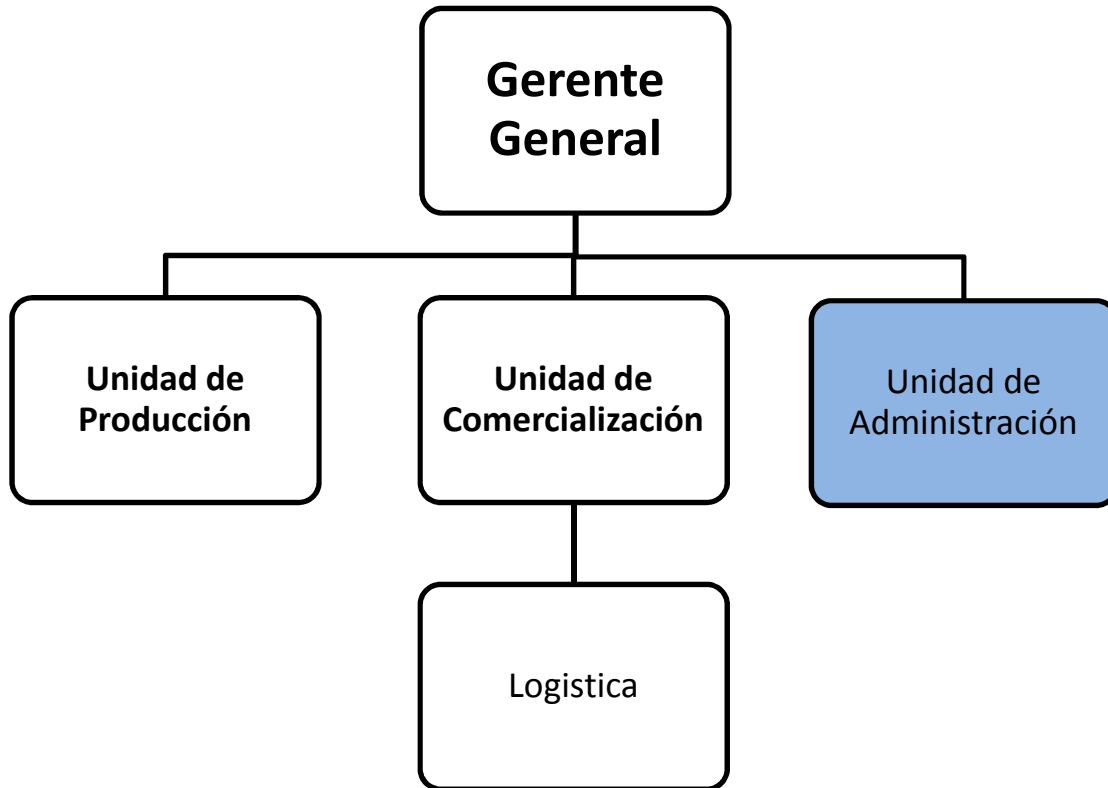 Gerente
General
Unidad de
Producción
Unidad de
Comercialización
Unidad de
Administración
Logistica